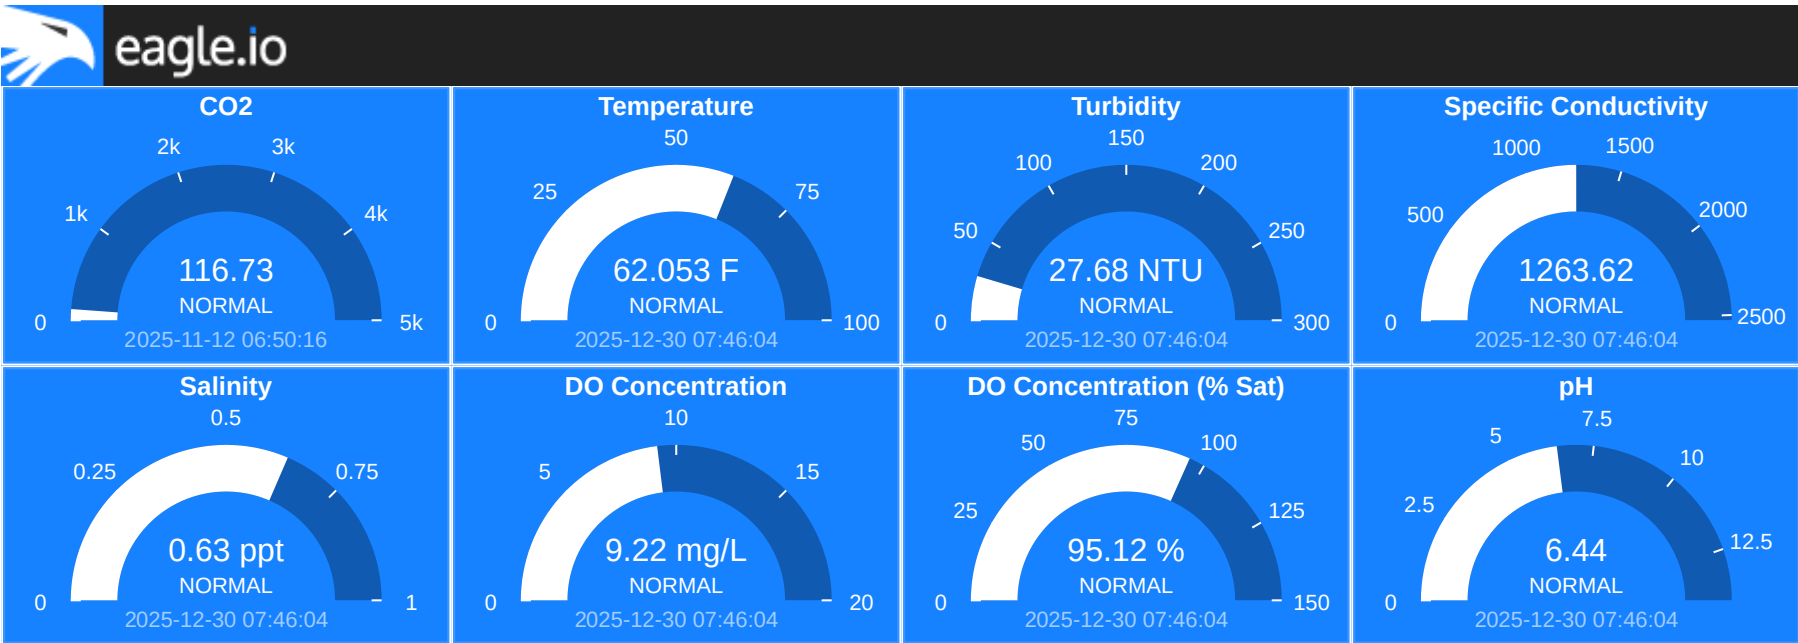 eagle.io
CO2
0
1k
2k
3k
4k
5k
116.73
NORMAL
2025-11-12 06:50:16
Temperature
0
25
50
75
100
62.053 F
NORMAL
2025-12-30 07:46:04
Turbidity
0
50
100
150
200
250
300
27.68 NTU
NORMAL
2025-12-30 07:46:04
Specific Conductivity
0
500
1000
1500
2000
2500
1263.62
NORMAL
2025-12-30 07:46:04
Salinity
0
0.25
0.5
0.75
1
0.63 ppt
NORMAL
2025-12-30 07:46:04
DO Concentration
0
5
10
15
20
9.22 mg/L
NORMAL
2025-12-30 07:46:04
DO Concentration (% Sat)
0
25
50
75
100
125
150
95.12 %
NORMAL
2025-12-30 07:46:04
pH
0
2.5
5
7.5
10
12.5
6.44
NORMAL
2025-12-30 07:46:04